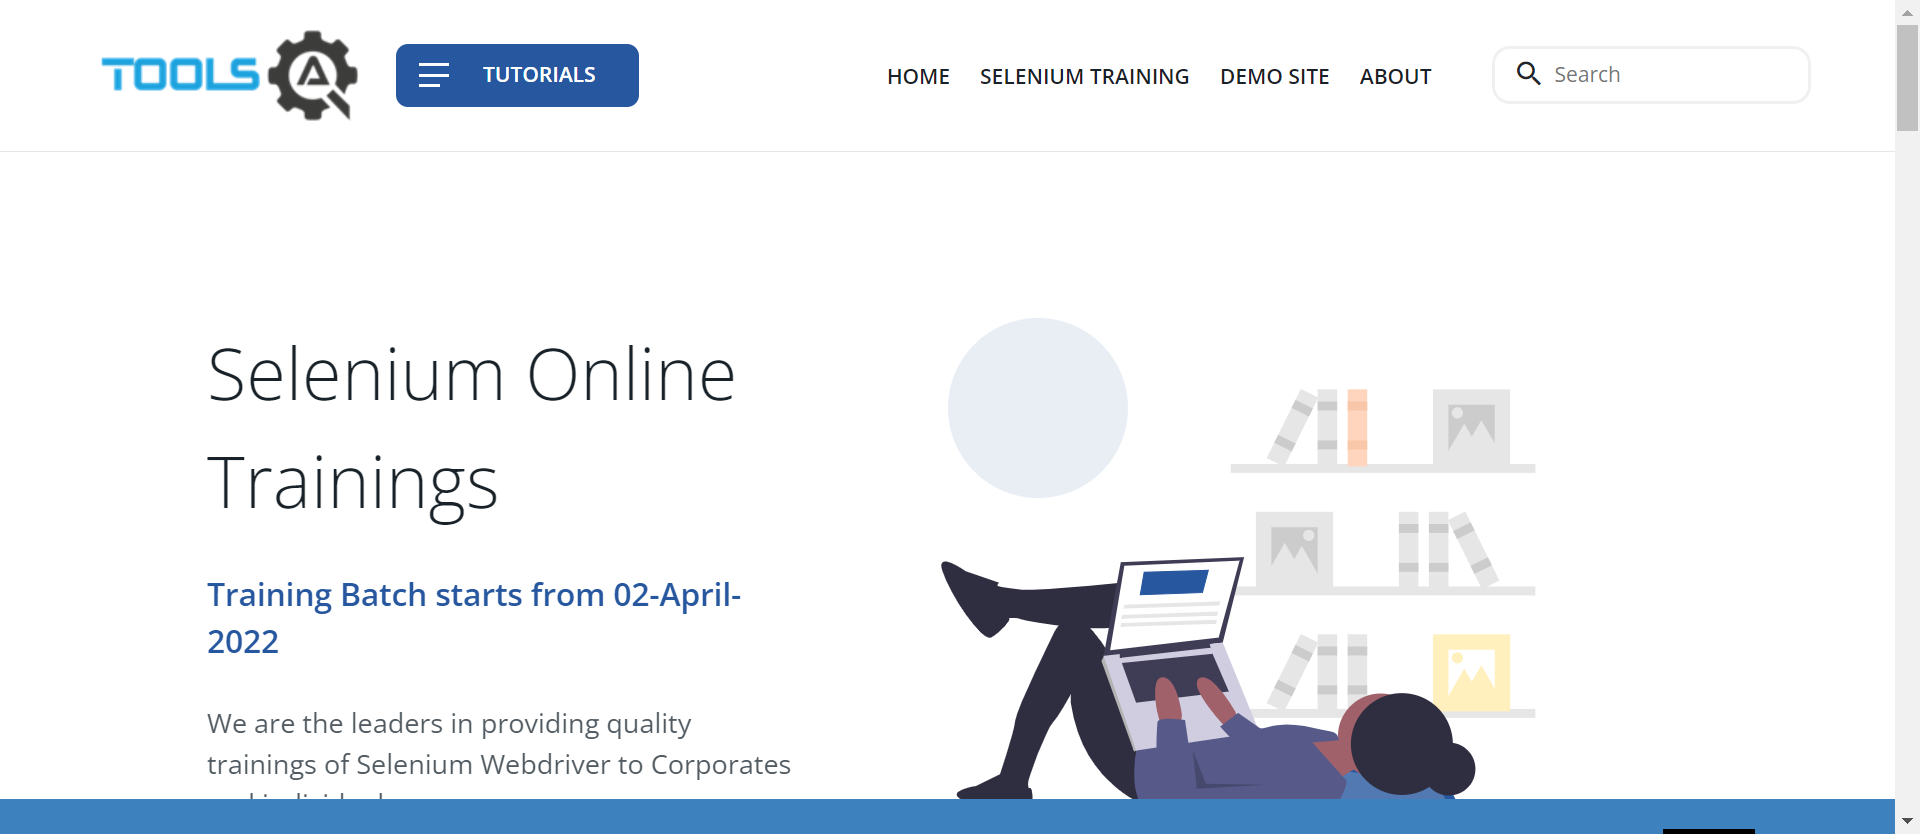 TOOLS QA
TUTORIALS
HOME
SELENIUM TRAINING
DEMO SITE
ABOUT
Search
Selenium Online
Trainings
Training Batch starts from 02-April-
2022
We are the leaders in providing quality
trainings of Selenium Webdriver to Corporates